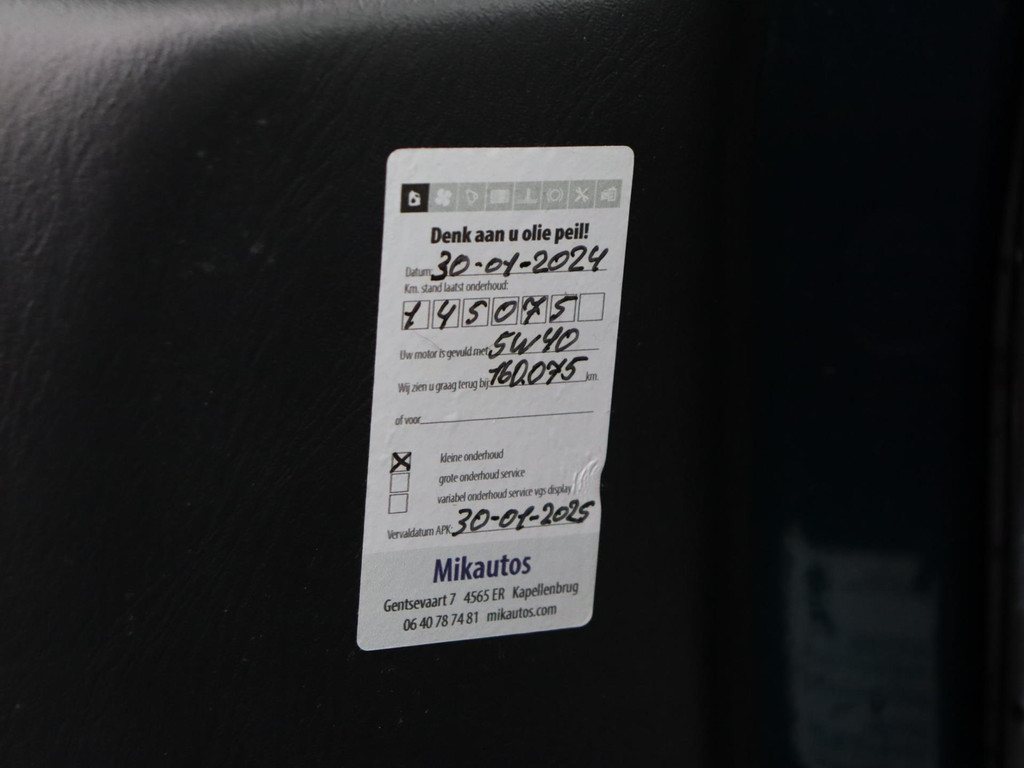 Denk aan u olie peil!
Datum: 30-01-2024
Km. stand laatst onderhoud:
145075
Uw motor is gevuld met: 5W40
Wij zien u graag terug bij: 160.075 km.
of voor
kleine onderhoud
grote onderhoud service
variabel onderhoud service vgs display
Vervaldatum APK: 30-01-2025
Mikautos
Gentsevaart 7 4565 ER Kapellenbrug
06 40 78 74 81 mikautos.com